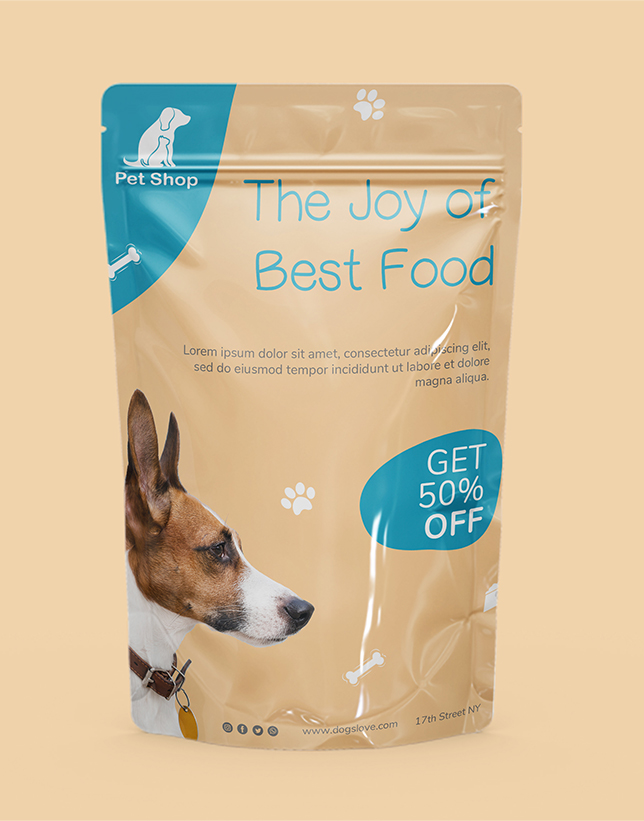 Pet Shop
The Joy of
Best Food
Lorem ipsum dolor sit amet, consectetur adipiscing elit,
sed do eiusmod tempor incididunt ut labore et dolore
magna aliqua.
GET
50%
OFF
www.dogslove.com
17th Street NY